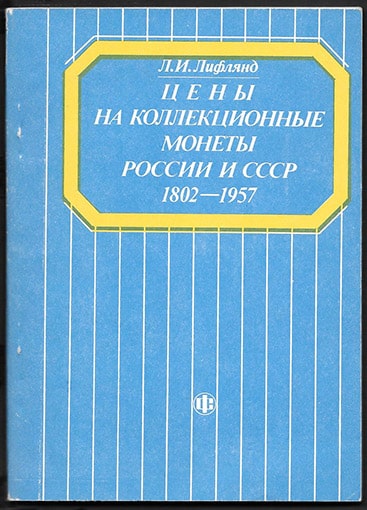 Л.И.Лифлянд
ЦЕНЫ
НА КОЛЛЕКЦИОННЫЕ
МОНЕТЫ
РОССИИ И СССР
1802—1957